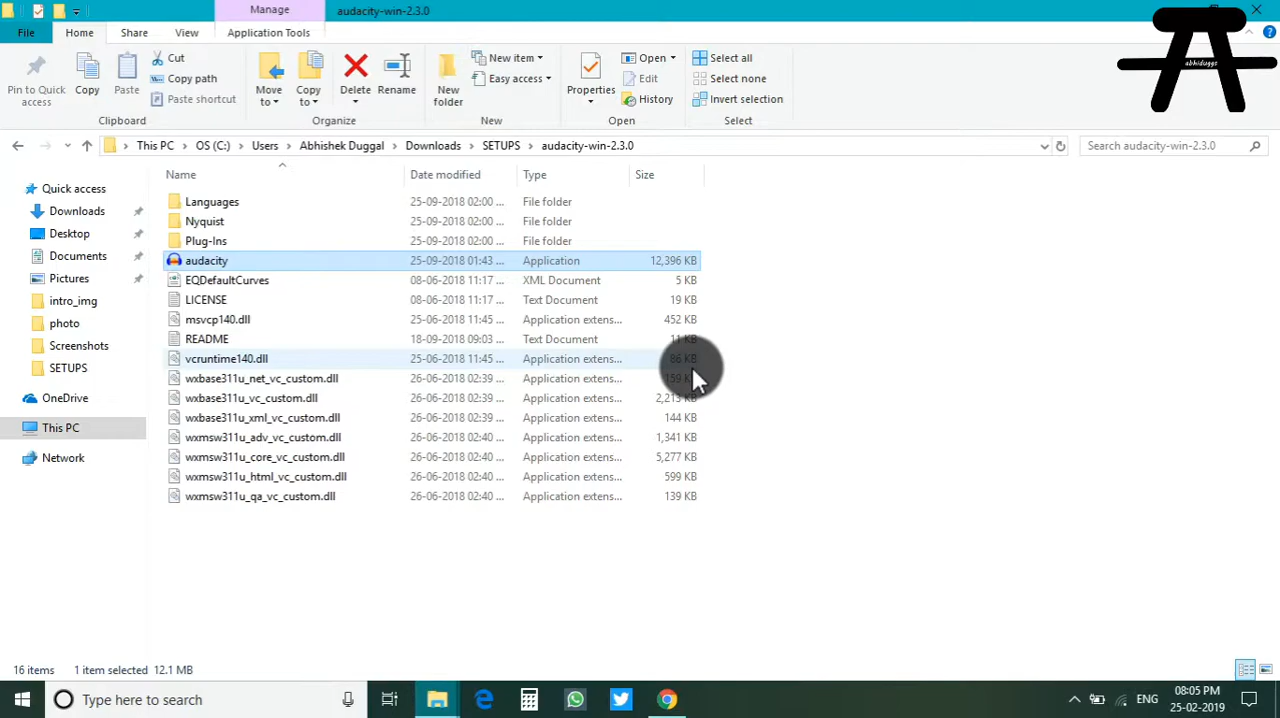 Manage
audacity-win-2.3.0
File
Home
Share
View
Application Tools
abhiduggs
Pin to Quick access
Copy
Paste
Cut
Copy path
Paste shortcut
Move to
Copy to
Delete
Rename
New folder
New item
Easy access
Properties
Open
Edit
History
Select all
Select none
Invert selection
Clipboard
Organize
New
Open
Select
This PC > OS (C:) > Users > Abhishek Duggal > Downloads > SETUPS > audacity-win-2.3.0
Search audacity-win-2.3.0
Name Date modified Type Size
Quick access
Downloads
Desktop
Documents
Pictures
intro_img
photo
Screenshots
SETUPS
OneDrive
This PC
Network
Languages 25-09-2018 02:00 ... File folder
Nyquist 25-09-2018 02:00 ... File folder
Plug-Ins 25-09-2018 02:00 ... File folder
audacity 25-09-2018 01:43 ... Application 12,396 KB
EQDefaultCurves 08-06-2018 11:17 ... XML Document 5 KB
LICENSE 08-06-2018 11:17 ... Text Document 19 KB
msvcp140.dll 25-06-2018 11:45 ... Application extens... 452 KB
README 18-09-2018 09:03 ... Text Document 11 KB
vcruntime140.dll 25-06-2018 11:45 ... Application extens... 86 KB
wxbase311u_net_vc_custom.dll 26-06-2018 02:39 ... Application extens... 159 KB
wxbase311u_vc_custom.dll 26-06-2018 02:39 ... Application extens... 2,213 KB
wxbase311u_xml_vc_custom.dll 26-06-2018 02:39 ... Application extens... 144 KB
wxmsw311u_adv_vc_custom.dll 26-06-2018 02:40 ... Application extens... 1,341 KB
wxmsw311u_core_vc_custom.dll 26-06-2018 02:40 ... Application extens... 5,277 KB
wxmsw311u_html_vc_custom.dll 26-06-2018 02:40 ... Application extens... 599 KB
wxmsw311u_qa_vc_custom.dll 26-06-2018 02:40 ... Application extens... 139 KB
16 items 1 item selected 12.1 MB
Type here to search
ENG
08:05 PM
25-02-2019